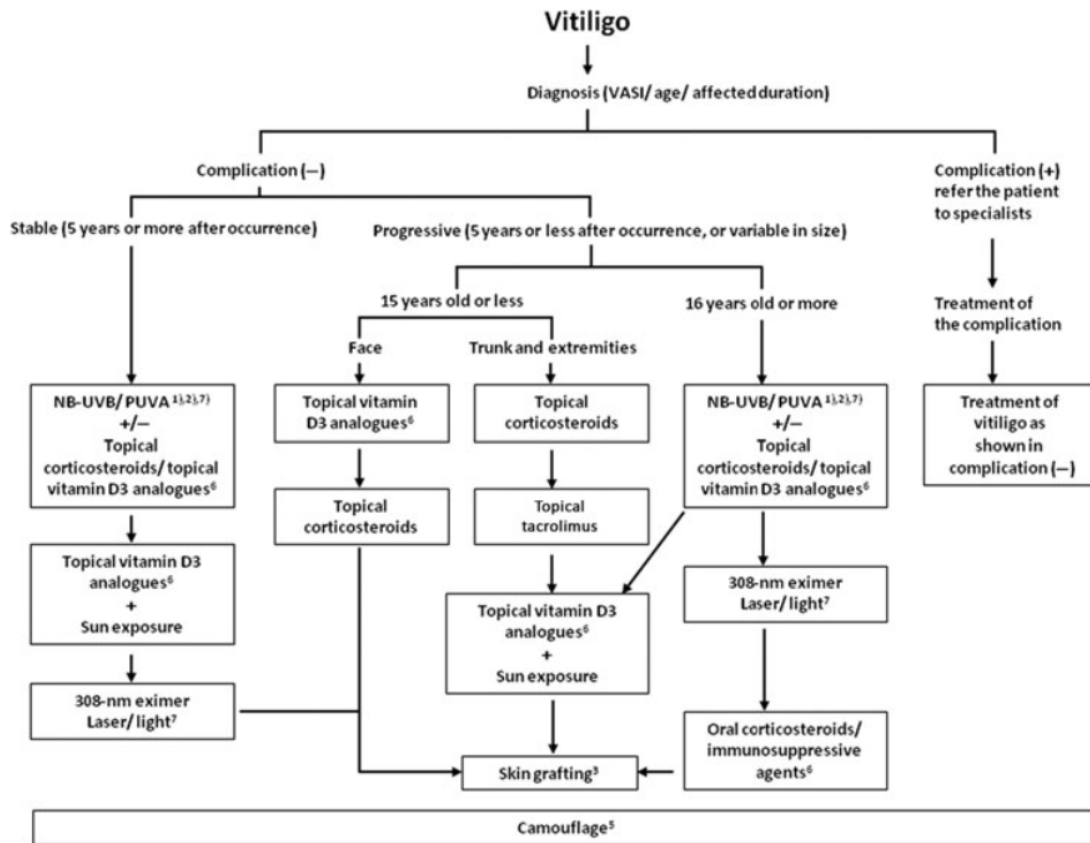 Vitiligo
Diagnosis (VASI/ age/ affected duration)
Complication (—)
Complication (+)
refer the patient
to specialists
Stable (5 years or more after occurrence)
Progressive (5 years or less after occurrence, or variable in size)
15 years old or less
16 years old or more
Treatment of
the complication
Face
Trunk and extremities
NB-UVB/ PUVA¹⁾,²⁾,⁷⁾
+/—
Topical
corticosteroids/ topical
vitamin D3 analogues⁶
Topical vitamin
D3 analogues⁶
Topical
corticosteroids
NB-UVB/ PUVA¹⁾,²⁾,⁷⁾
+/—
Topical
corticosteroids/ topical
vitamin D3 analogues⁶
Treatment of
vitiligo as
shown in
complication (—)
Topical
corticosteroids
Topical
tacrolimus
Topical vitamin D3
analogues⁶
+
Sun exposure
308-nm eximer
Laser/ light⁷
Topical vitamin D3
analogues⁶
+
Sun exposure
308-nm eximer
Laser/ light⁷
Oral corticosteroids/
immunosuppressive
agents⁶
Skin grafting³
Camouflage⁵